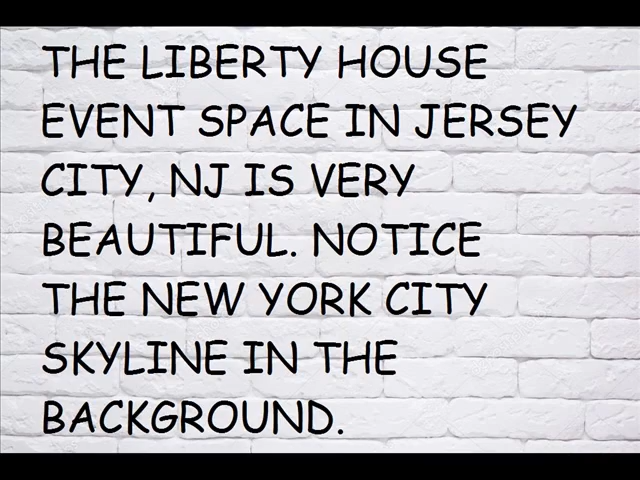 THE LIBERTY HOUSE
EVENT SPACE IN JERSEY
CITY, NJ IS VERY
BEAUTIFUL. NOTICE
THE NEW YORK CITY
SKYLINE IN THE
BACKGROUND.